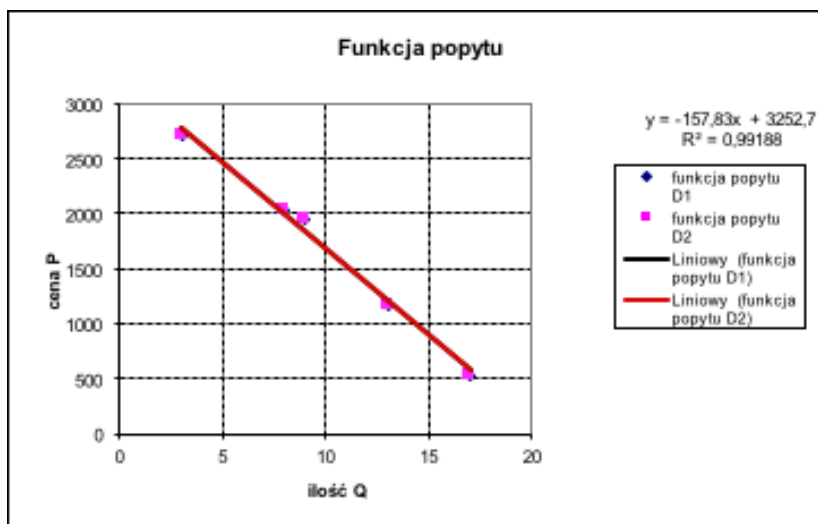 Funkcja popytu
y = -157,83x + 3252,7
R² = 0,99188
cena P
3000
2500
2000
1500
1000
500
0
0 5 10 15 20
ilość Q
funkcja popytu
D1
funkcja popytu
D2
Liniowy (funkcja
popytu D1)
Liniowy (funkcja
popytu D2)